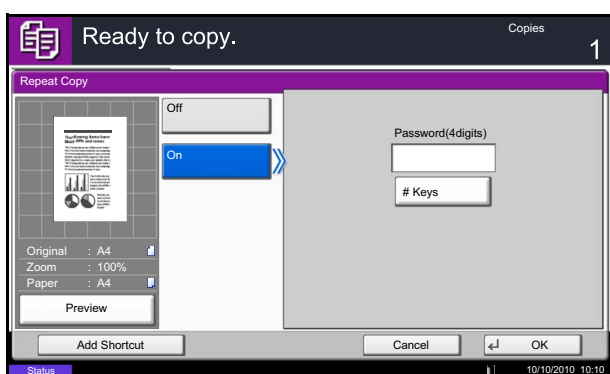 Ready to copy.
Copies
1
Repeat Copy
Off
On
Password(4digits)
# Keys
Original : A4
Zoom : 100%
Paper : A4
Preview
Add Shortcut
Cancel
OK
Status
10/10/2010 10:10